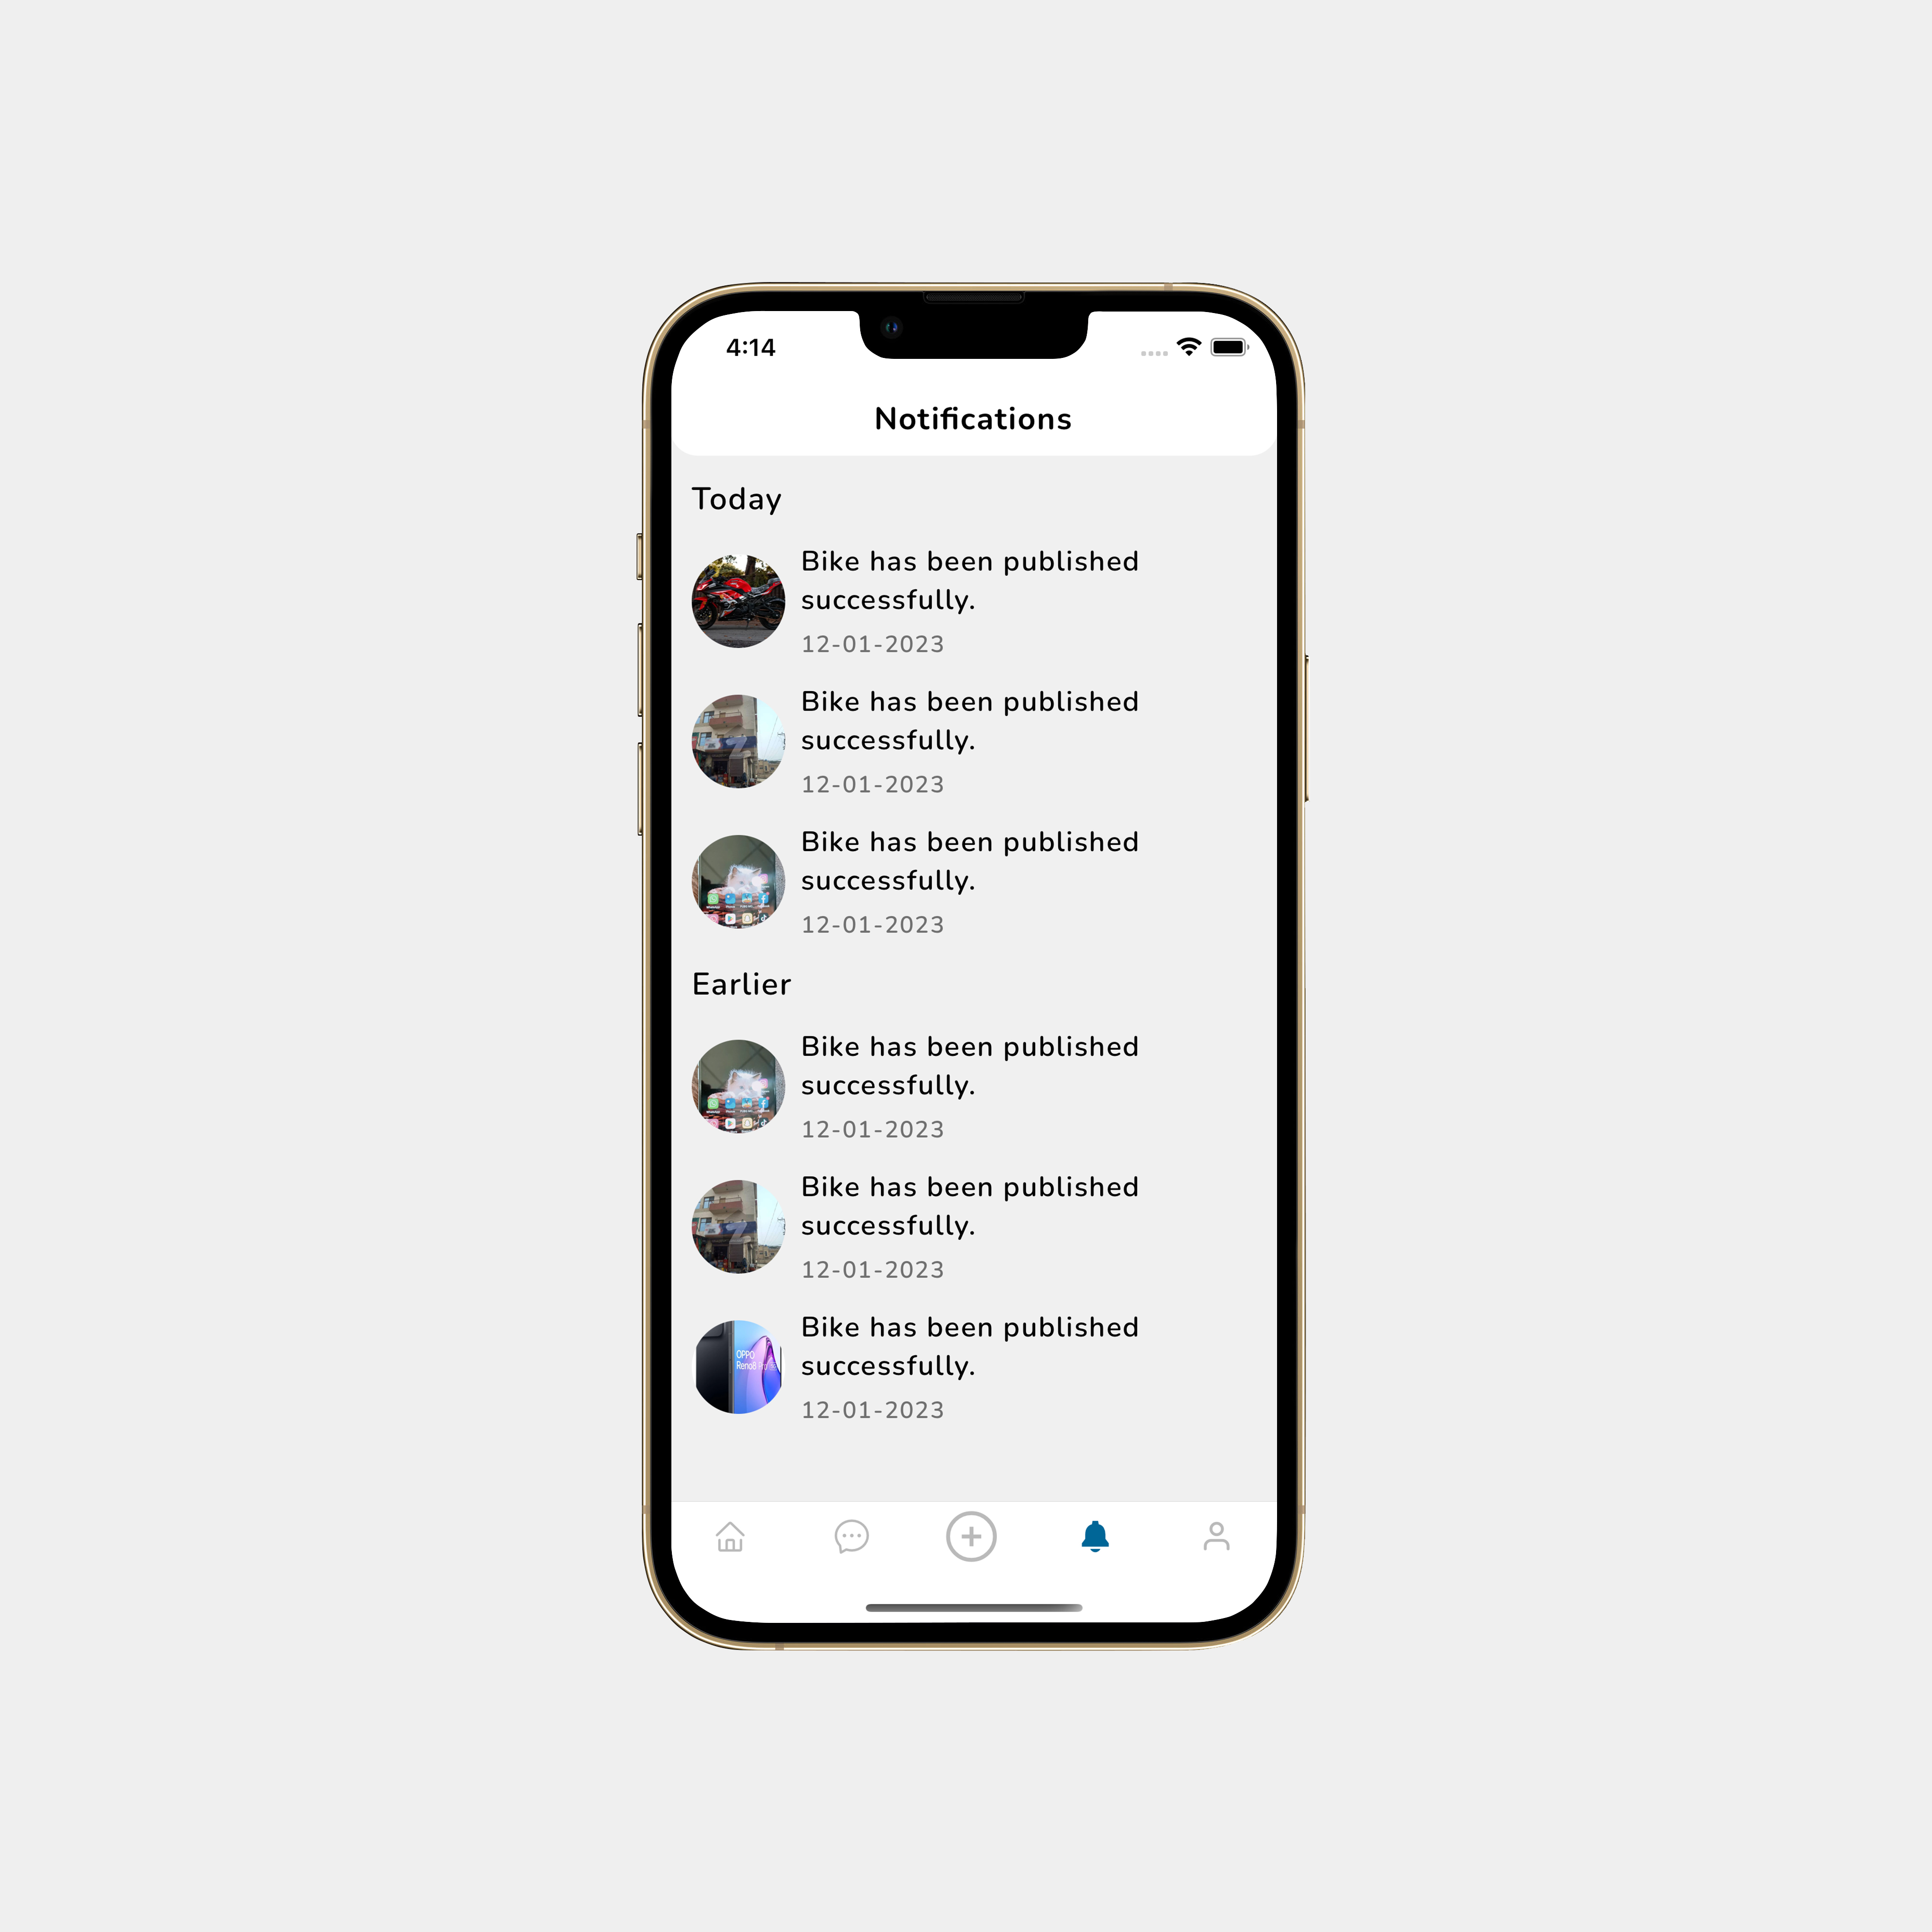 4:14
Notifications
Today
Bike has been published
successfully.
12-01-2023
Bike has been published
successfully.
12-01-2023
Bike has been published
successfully.
12-01-2023
Earlier
Bike has been published
successfully.
12-01-2023
Bike has been published
successfully.
12-01-2023
OPPO
Reno8 Pro
Bike has been published
successfully.
12-01-2023